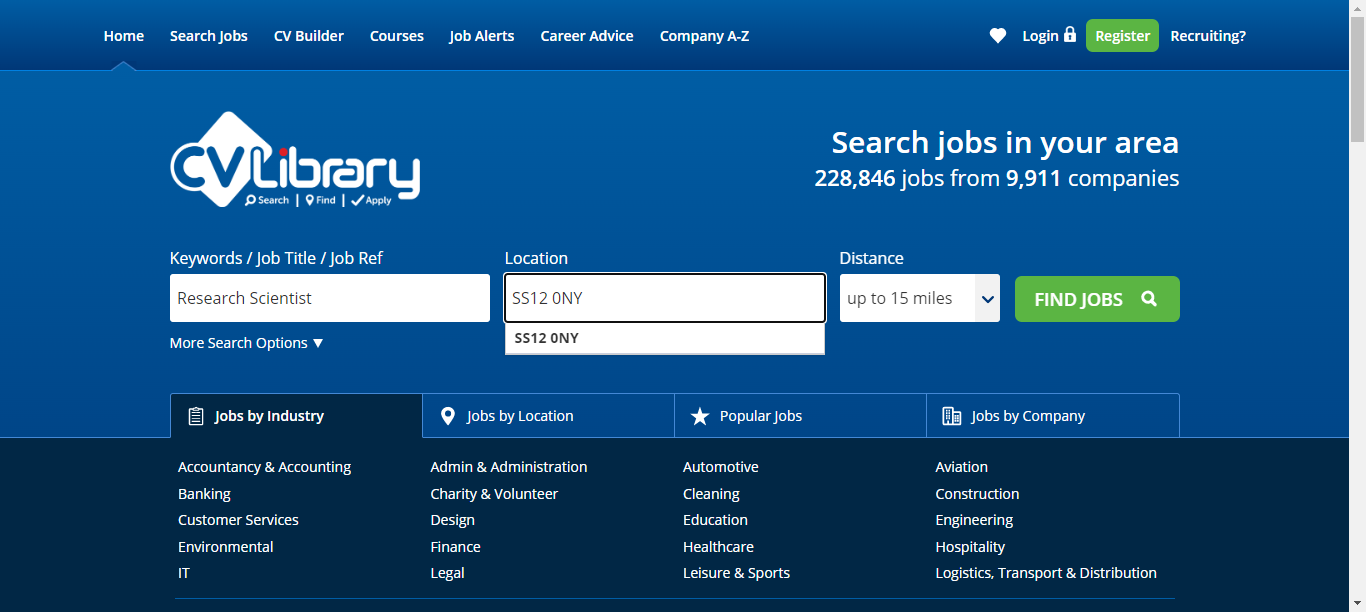 Home Search Jobs CV Builder Courses Job Alerts Career Advice Company A-Z Login Register Recruiting?
CVLibrary
Search | Find | Apply
Search jobs in your area
228,846 jobs from 9,911 companies
Keywords / Job Title / Job Ref Location Distance
Research Scientist SS12 0NY up to 15 miles FIND JOBS
SS12 0NY
More Search Options ▼
Jobs by Industry Jobs by Location Popular Jobs Jobs by Company
Accountancy & Accounting Admin & Administration Automotive Aviation
Banking Charity & Volunteer Cleaning Construction
Customer Services Design Education Engineering
Environmental Finance Healthcare Hospitality
IT Legal Leisure & Sports Logistics, Transport & Distribution